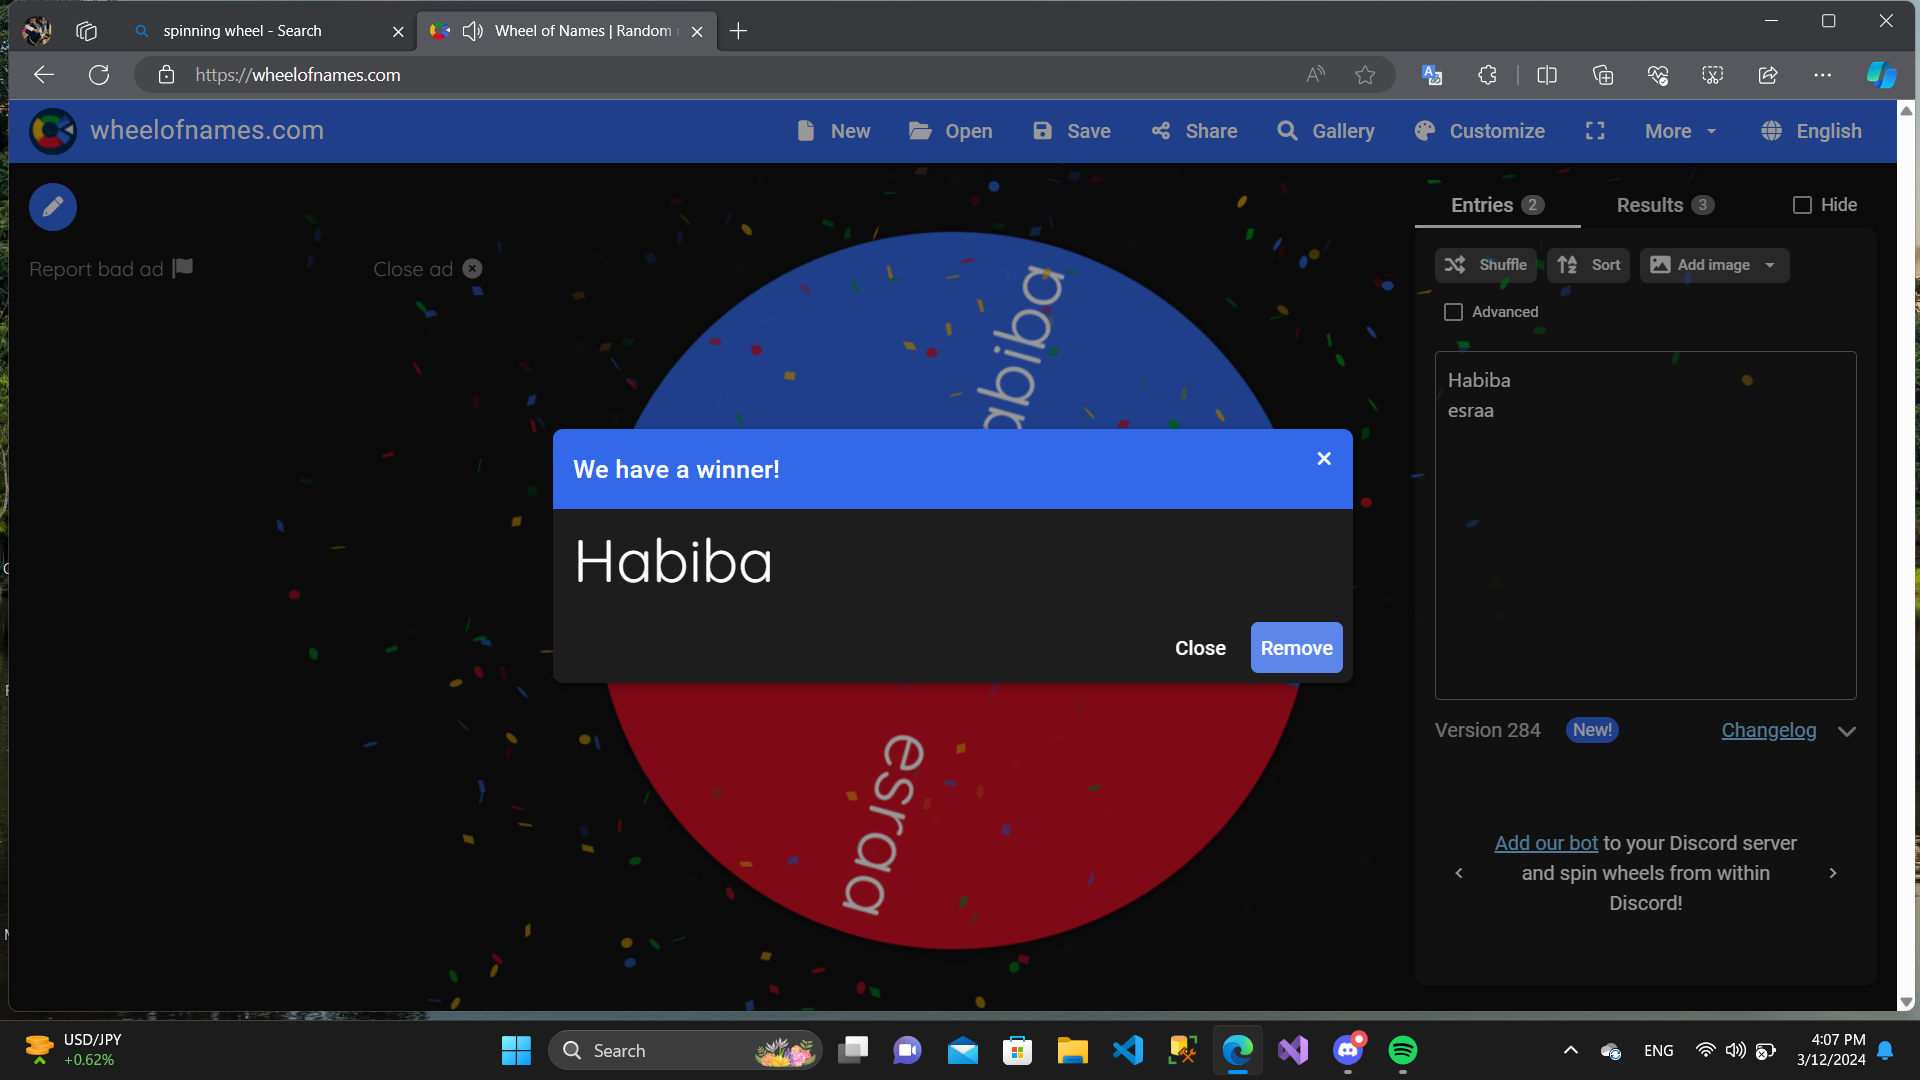 spinning wheel - Search
Wheel of Names | Random
https://wheelofnames.com
wheelofnames.com
New
Open
Save
Share
Gallery
Customize
More
English
Report bad ad
Close ad
Entries 2
Results 3
Hide
Shuffle
Sort
Add image
Advanced
Habiba
esraa
abiba
We have a winner!
Habiba
Close
Remove
esraa
Version 284
New!
Changelog
Add our bot to your Discord server
and spin wheels from within
Discord!
USD/JPY
+0.62%
Search
ENG
4:07 PM
3/12/2024